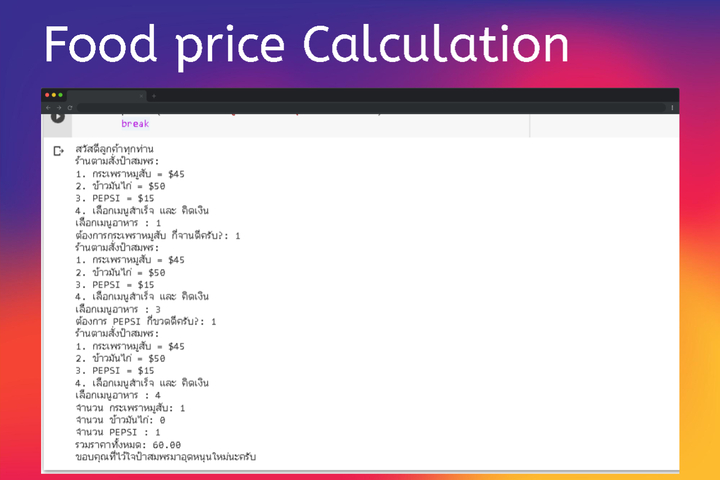 Food price Calculation
break
สวัสดีลูกค้าทุกท่าน
ร้านตามสั่งป้าสมพร:
1. กระเพราหมูสับ = $45
2. ข้าวมันไก่ = $50
3. PEPSI = $15
4. เลือกเมนูสำเร็จ และ คิดเงิน
เลือกเมนูอาหาร : 1
ต้องการกระเพราหมูสับ กี่จานดีครับ?: 1
ร้านตามสั่งป้าสมพร:
1. กระเพราหมูสับ = $45
2. ข้าวมันไก่ = $50
3. PEPSI = $15
4. เลือกเมนูสำเร็จ และ คิดเงิน
เลือกเมนูอาหาร : 3
ต้องการ PEPSI กี่ขวดดีครับ?: 1
ร้านตามสั่งป้าสมพร:
1. กระเพราหมูสับ = $45
2. ข้าวมันไก่ = $50
3. PEPSI = $15
4. เลือกเมนูสำเร็จ และ คิดเงิน
เลือกเมนูอาหาร : 4
จำนวน กระเพราหมูสับ: 1
จำนวน ข้าวมันไก่: 0
จำนวน PEPSI : 1
รวมราคาทั้งหมด: 60.00
ขอบคุณที่ไว้ใจป้าสมพรมาอุดหนุนใหม่นะครับ